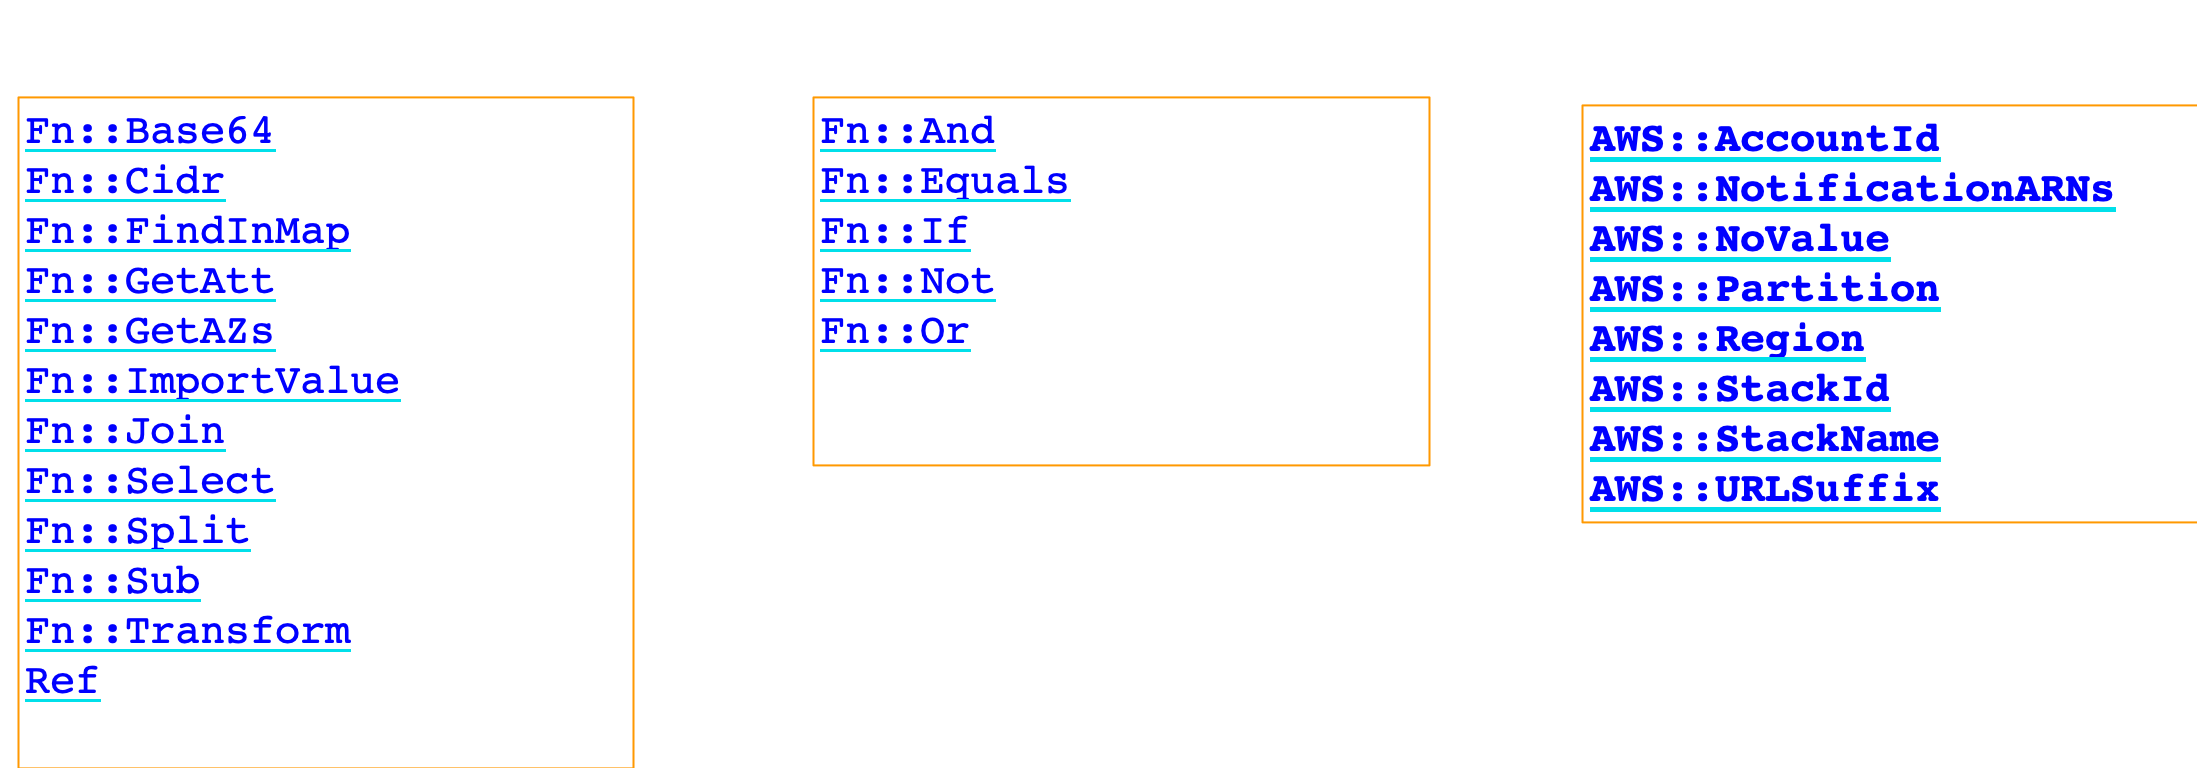 Fn::Base64
Fn::Cidr
Fn::FindInMap
Fn::GetAtt
Fn::GetAZs
Fn::ImportValue
Fn::Join
Fn::Select
Fn::Split
Fn::Sub
Fn::Transform
Ref
Fn::And
Fn::Equals
Fn::If
Fn::Not
Fn::Or
AWS::AccountId
AWS::NotificationARNs
AWS::NoValue
AWS::Partition
AWS::Region
AWS::StackId
AWS::StackName
AWS::URLSuffix